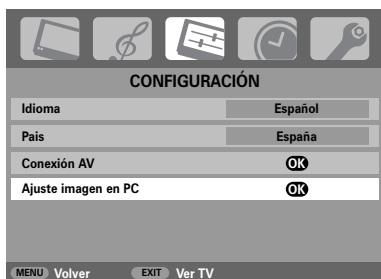 CONFIGURACIÓN
Idioma Español
Pais España
Conexión AV OK
Ajuste imagen en PC OK
MENU Volver EXIT Ver TV